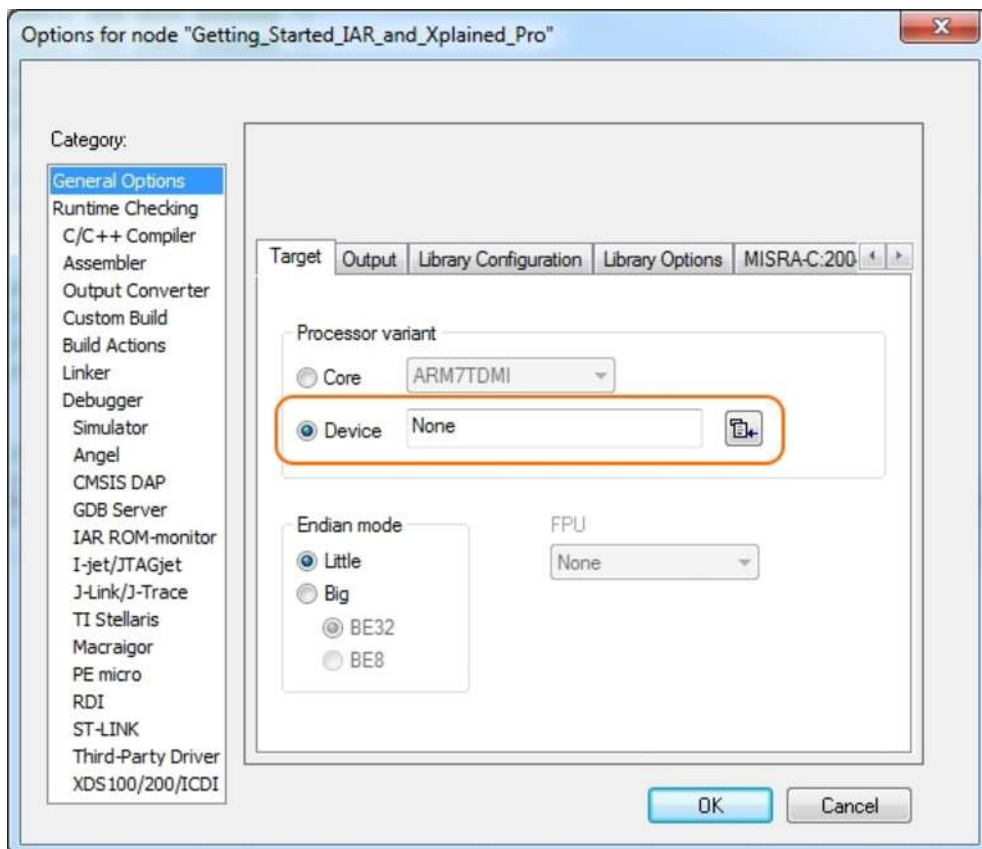 Options for node "Getting_Started_IAR_and_Xplained_Pro"
Category:
General Options
Runtime Checking
C/C++ Compiler
Assembler
Output Converter
Custom Build
Build Actions
Linker
Debugger
Simulator
Angel
CMSIS DAP
GDB Server
IAR ROM-monitor
I-jet/JTAGjet
J-Link/J-Trace
TI Stellaris
Macraigor
PE micro
RDI
ST-LINK
Third-Party Driver
XDS100/200/ICDI
Target Output Library Configuration Library Options MISRA-C:200
Processor variant
Core ARM7TDMI
Device None
Endian mode
Little
Big
BE32
BE8
FPU
None
OK Cancel